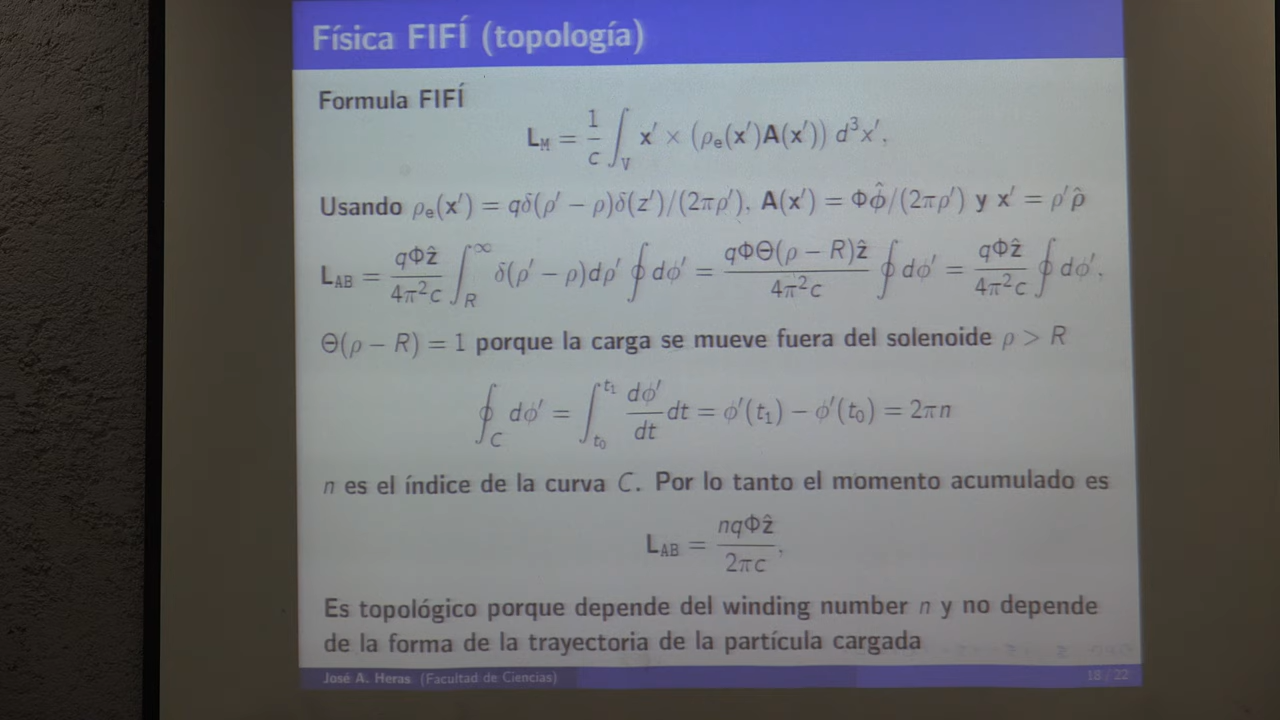 Física FIFÍ (topología)
Formula FIFÍ
L_M = 1/c ∫_V x′ × (ρ_e(x′)A(x′)) d³x′,
Usando ρ_e(x′) = qδ(ρ′ − ρ)δ(z′)/(2πρ′), A(x′) = Φφ̂/(2πρ′) y x′ = ρ′ρ̂
L_AB = qΦẑ/4π²c ∫_R^∞ δ(ρ′ − ρ)dρ′ ∮ dφ′ = qΦΘ(ρ − R)ẑ/4π²c ∮ dφ′ = qΦẑ/4π²c ∮ dφ′.
Θ(ρ − R) = 1 porque la carga se mueve fuera del solenoide ρ > R
∮_C dφ′ = ∫_t₀^t₁ dφ′/dt dt = φ′(t₁) − φ′(t₀) = 2πn
n es el índice de la curva C. Por lo tanto el momento acumulado es
L_AB = nqΦẑ/2πc,
Es topológico porque depende del winding number n y no depende
de la forma de la trayectoria de la partícula cargada
José A. Heras (Facultad de Ciencias) 18 / 22